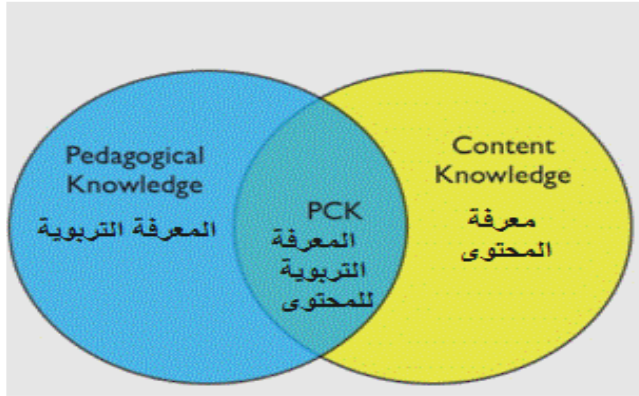 Pedagogical
Knowledge
المعرفة التربوية
PCK
المعرفة
التربوية
للمحتوى
Content
Knowledge
معرفة
المحتوى